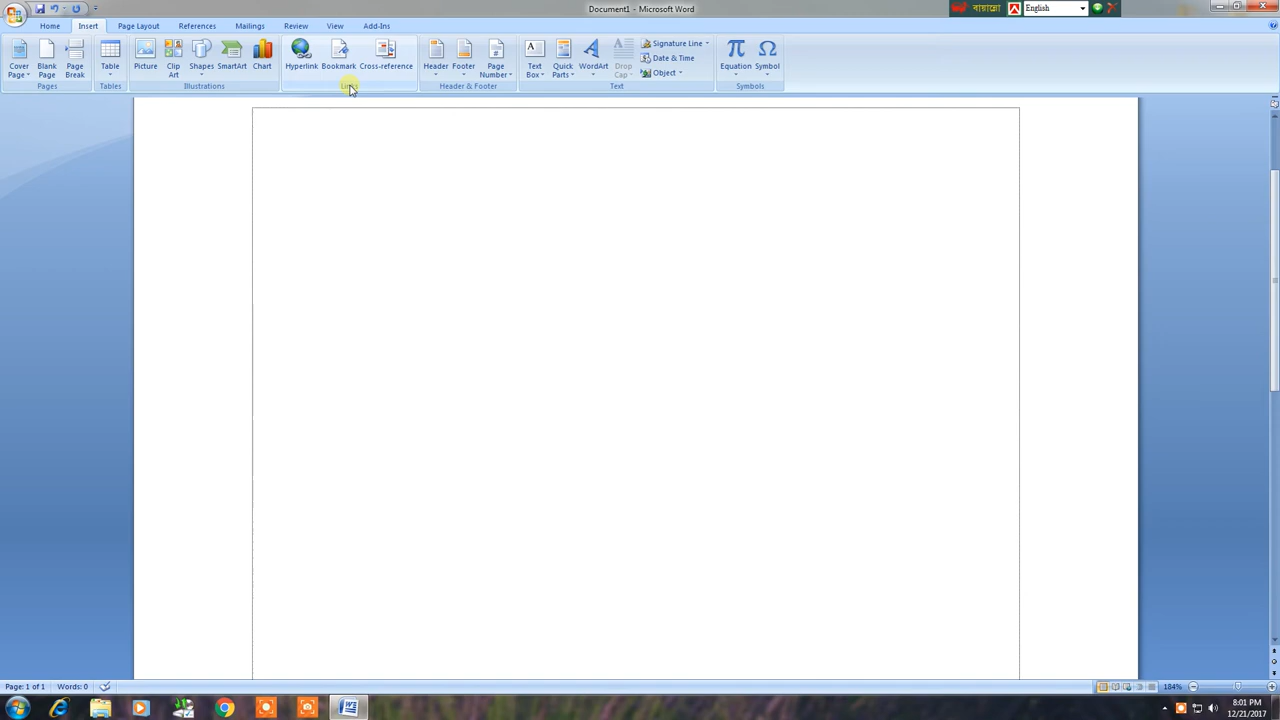 Document1 - Microsoft Word
বায়ান্নো
English
Home
Insert
Page Layout
References
Mailings
Review
View
Add-Ins
Cover Page
Blank Page
Page Break
Table
Picture
Clip Art
Shapes
SmartArt
Chart
Hyperlink
Bookmark
Cross-reference
Header
Footer
Page Number
Text Box
Quick Parts
WordArt
Drop Cap
Signature Line
Date & Time
Object
Equation
Symbol
Pages
Tables
Illustrations
Links
Header & Footer
Text
Symbols
Page: 1 of 1
Words: 0
184%
8:01 PM
12/21/2017